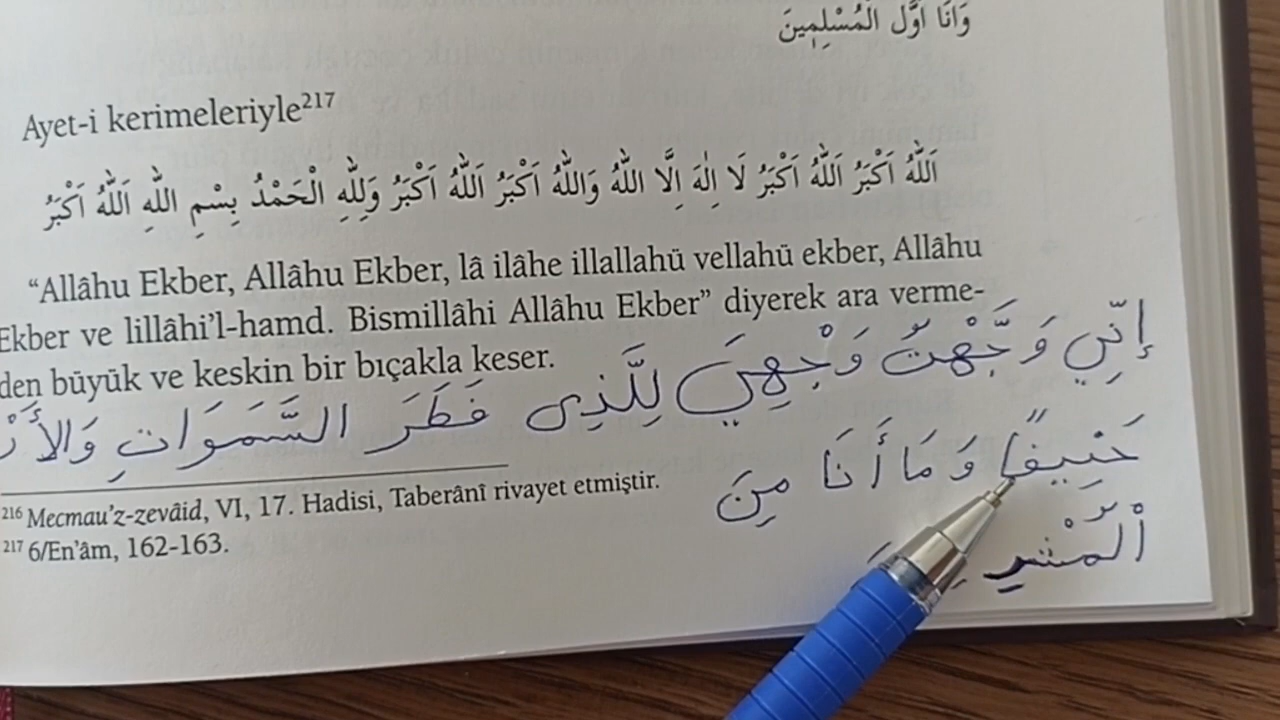 وَاَنَا اَوَّلُ الْمُسْلِمٖينَ
Ayet-i kerimeleriyle217
اَللّٰهُ اَكْبَرُ اَللّٰهُ اَكْبَرُ لَا اِلٰهَ اِلَّا اللّٰهُ وَاللّٰهُ اَكْبَرُ اَللّٰهُ اَكْبَرُ وَلِلّٰهِ الْحَمْدُ بِسْمِ اللّٰهِ اَللّٰهُ اَكْبَرُ
“Allâhu Ekber, Allâhu Ekber, lâ ilâhe illallahü vellahü ekber, Allâhu
Ekber ve lillâhi’l-hamd. Bismillâhi Allâhu Ekber” diyerek ara verme-
den büyük ve keskin bir bıçakla keser.
إِنِّي وَجَّهْتُ وَجْهِيَ لِلَّذِي فَطَرَ السَّمَوَاتِ
حَنِيفًا وَمَا أَنَا مِنَ
216 Mecmau’z-zevâid, VI, 17. Hadisi, Taberânî rivayet etmiştir.
217 6/En’âm, 162-163.